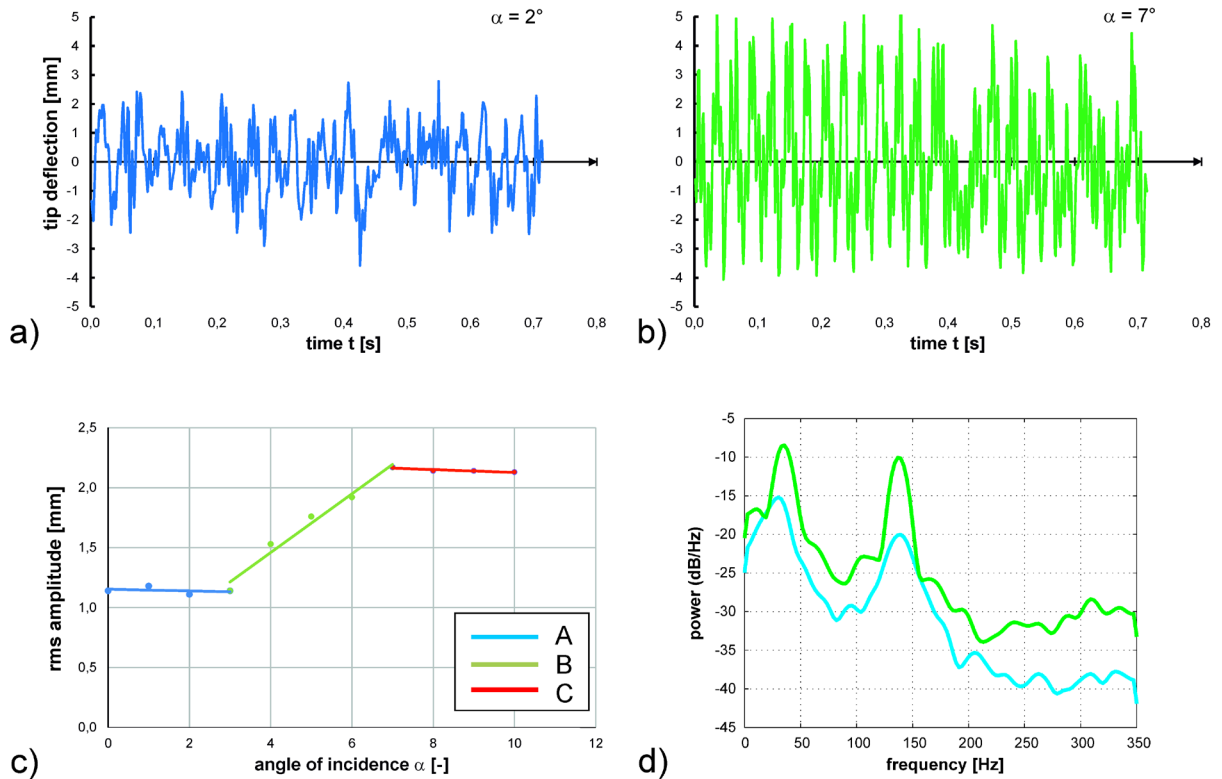 α = 2°
tip deflection [mm]
5
4
3
2
1
0
-1
-2
-3
-4
5
0,0 0,1 0,2 0,3 0,4 0,5 0,6 0,7 0,8
time t [s]
a)
α = 7°
5
4
3
2
1
0
-1
-2
-3
-4
5
0,0 0,1 0,2 0,3 0,4 0,5 0,6 0,7 0,8
time t [s]
b)
rms amplitude [mm]
2,5
2,0
1,5
1,0
0,5
0,0
0 2 4 6 8 10 12
angle of incidence α [-]
A
B
C
c)
power (dB/Hz)
-5
-10
-15
-20
-25
-30
-35
-40
-45
0 50 100 150 200 250 300 350
frequency [Hz]
d)